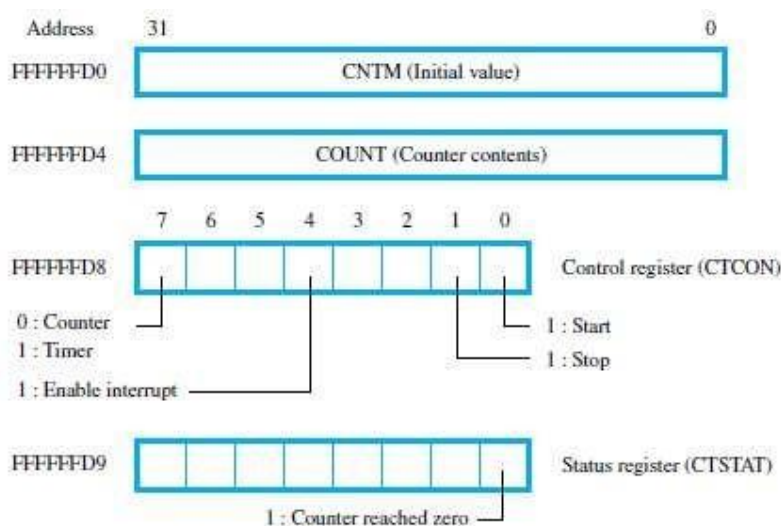 Address 31 0
FFFFFFD0 CNTM (Initial value)
FFFFFFD4 COUNT (Counter contents)
7 6 5 4 3 2 1 0
FFFFFFD8 Control register (CTCON)
0 : Counter
1 : Timer
1 : Start
1 : Stop
1 : Enable interrupt
FFFFFFD9 Status register (CTSTAT)
1 : Counter reached zero